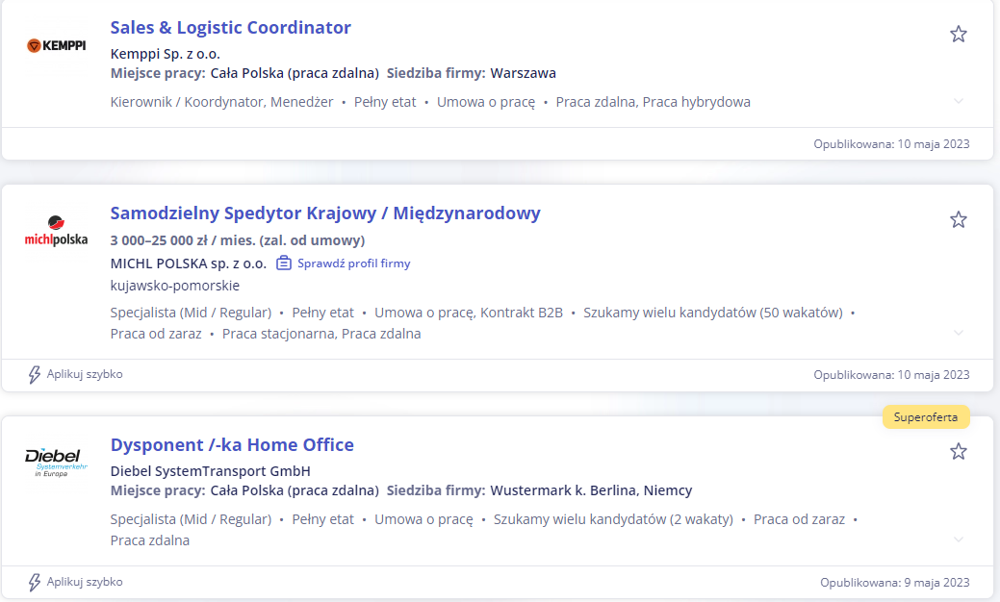 KEMPPI
Sales & Logistic Coordinator
Kemppi Sp. z o.o.
Miejsce pracy: Cała Polska (praca zdalna) Siedziba firmy: Warszawa
Kierownik / Koordynator, Menedżer • Pełny etat • Umowa o pracę • Praca zdalna, Praca hybrydowa
Opublikowana: 10 maja 2023
michlpolska
Samodzielny Spedytor Krajowy / Międzynarodowy
3 000–25 000 zł / mies. (zal. od umowy)
MICHL POLSKA sp. z o.o. Sprawdź profil firmy
kujawsko-pomorskie
Specjalista (Mid / Regular) • Pełny etat • Umowa o pracę, Kontrakt B2B • Szukamy wielu kandydatów (50 wakatów) •
Praca od zaraz • Praca stacjonarna, Praca zdalna
Aplikuj szybko
Opublikowana: 10 maja 2023
Superoferta
Diebel
Systemverkehr
in Europa
Dysponent /-ka Home Office
Diebel SystemTransport GmbH
Miejsce pracy: Cała Polska (praca zdalna) Siedziba firmy: Wustermark k. Berlina, Niemcy
Specjalista (Mid / Regular) • Pełny etat • Umowa o pracę • Szukamy wielu kandydatów (2 wakaty) • Praca od zaraz •
Praca zdalna
Aplikuj szybko
Opublikowana: 9 maja 2023